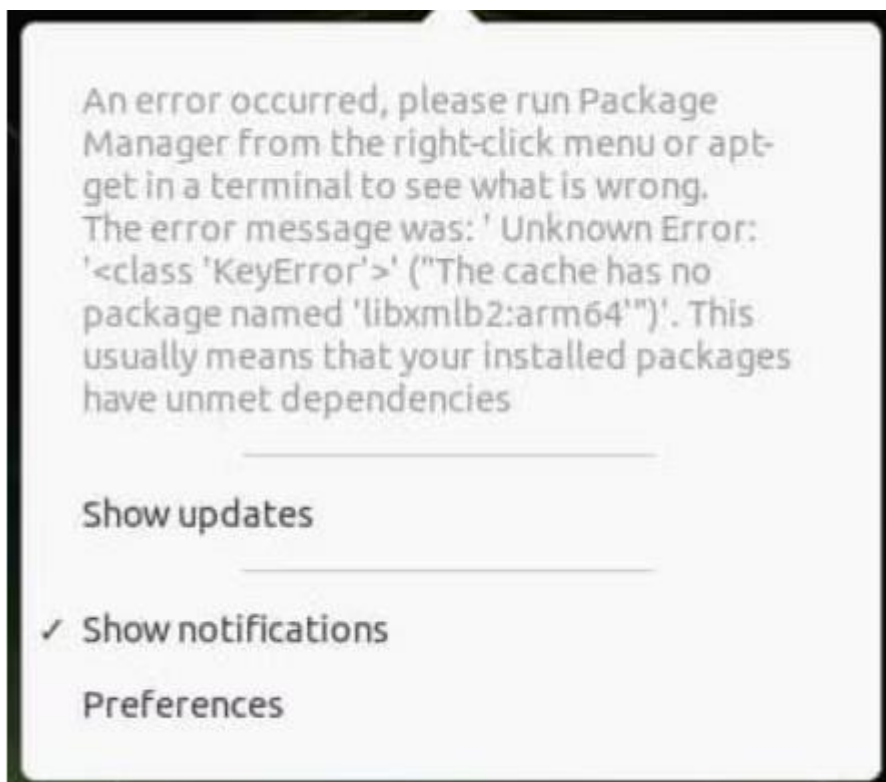 An error occurred, please run Package
Manager from the right-click menu or apt-
get in a terminal to see what is wrong.
The error message was: ' Unknown Error:
'<class 'KeyError'>' ("The cache has no
package named 'libxmlb2:arm64'")'. This
usually means that your installed packages
have unmet dependencies
Show updates
✓ Show notifications
Preferences